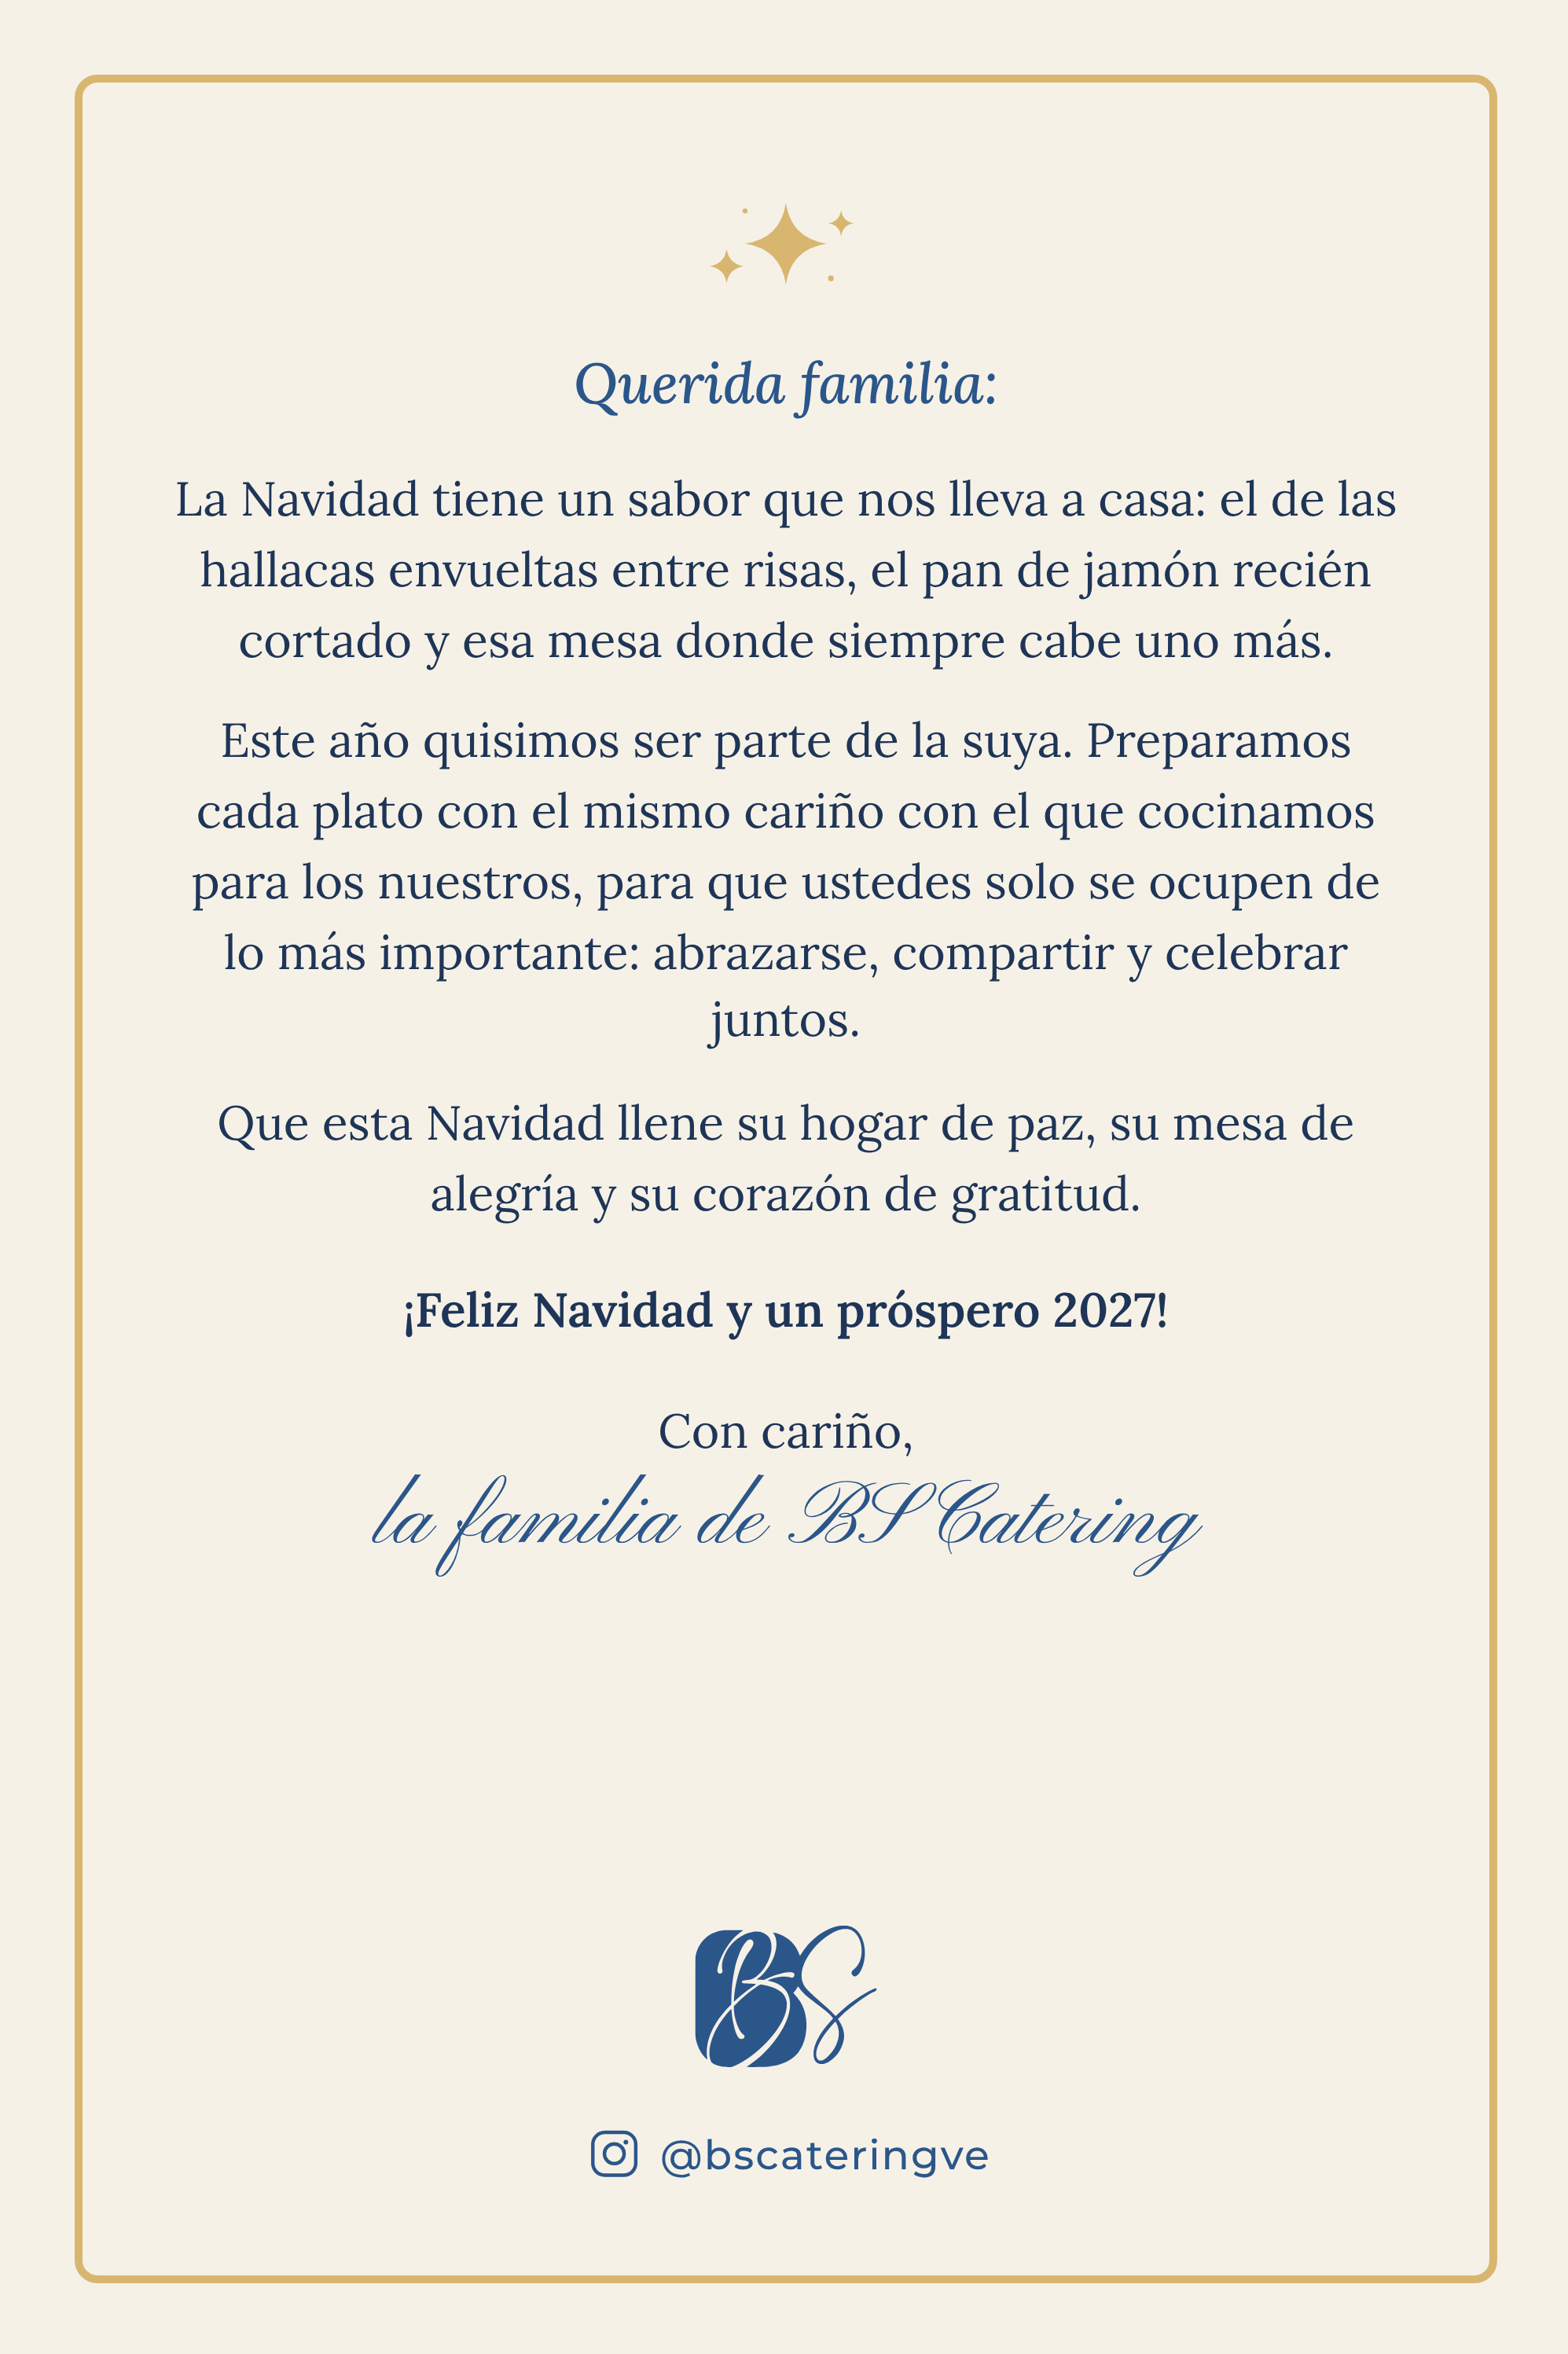 Querida familia:
La Navidad tiene un sabor que nos lleva a casa: el de las
hallacas envueltas entre risas, el pan de jamón recién
cortado y esa mesa donde siempre cabe uno más.
Este año quisimos ser parte de la suya. Preparamos
cada plato con el mismo cariño con el que cocinamos
para los nuestros, para que ustedes solo se ocupen de
lo más importante: abrazarse, compartir y celebrar
juntos.
Que esta Navidad llene su hogar de paz, su mesa de
alegría y su corazón de gratitud.
¡Feliz Navidad y un próspero 2027!
Con cariño,
la familia de BS Catering
BS
@bscateringve